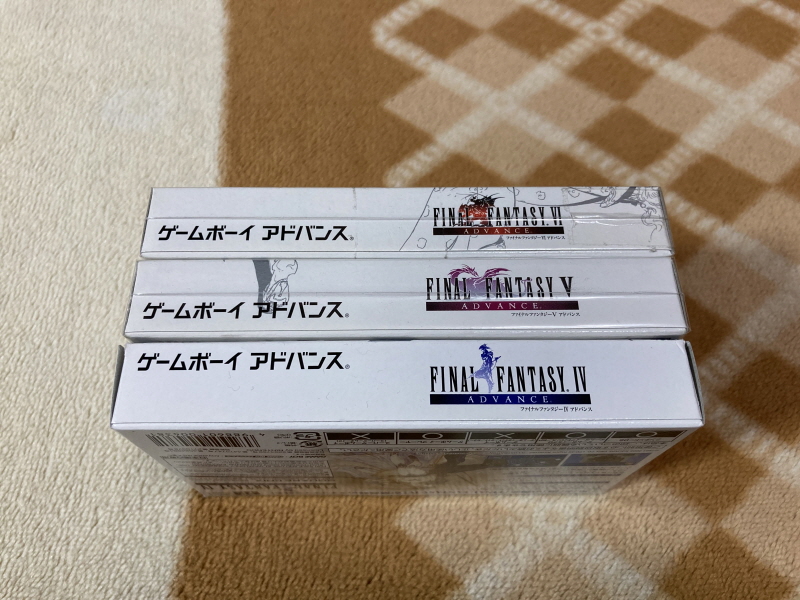 ゲームボーイ アドバンス®
FINAL FANTASY VI
ADVANCE
ファイナルファンタジーVI アドバンス
ゲームボーイ アドバンス®
FINAL FANTASY V
ADVANCE
ファイナルファンタジーV アドバンス
ゲームボーイ アドバンス®
FINAL FANTASY IV
ADVANCE
ファイナルファンタジーIV アドバンス